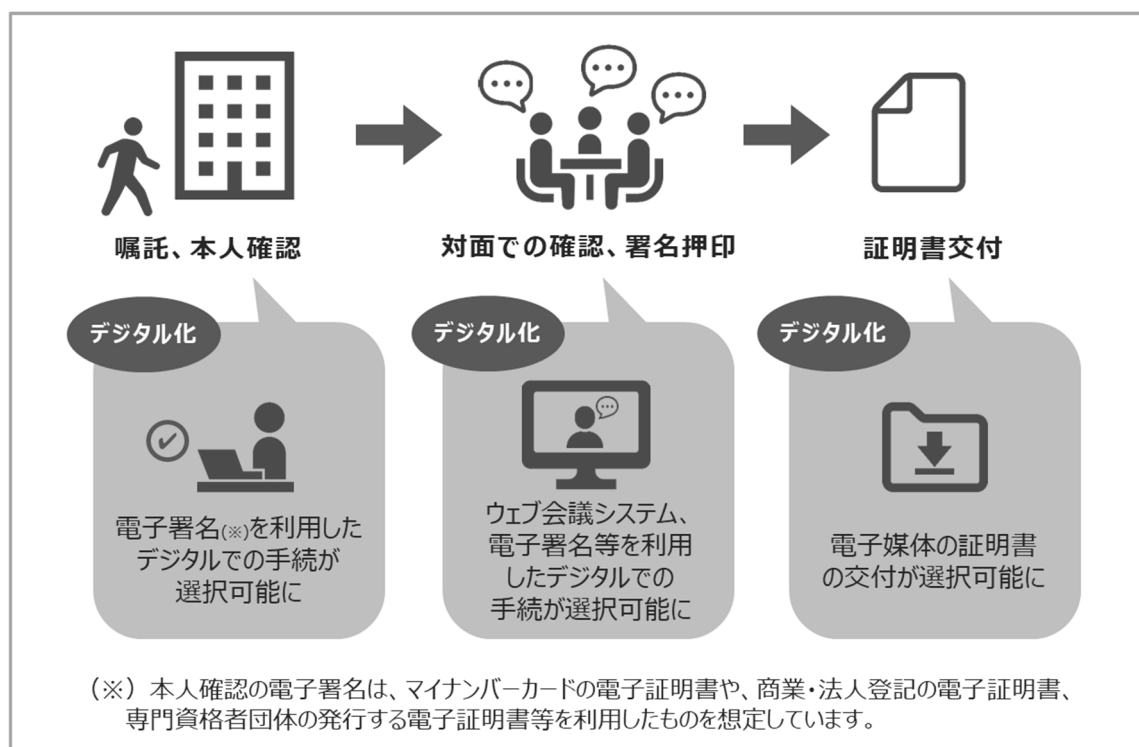 嘱託、本人確認
対面での確認、署名押印
証明書交付
デジタル化
電子署名(※)を利用した
デジタルでの手続が
選択可能に
デジタル化
ウェブ会議システム、
電子署名等を利用
したデジタルでの
手続が選択可能に
デジタル化
電子媒体の証明書
の交付が選択可能に
(※)本人確認の電子署名は、マイナンバーカードの電子証明書や、商業・法人登記の電子証明書、
専門資格者団体の発行する電子証明書等を利用したものを想定しています。